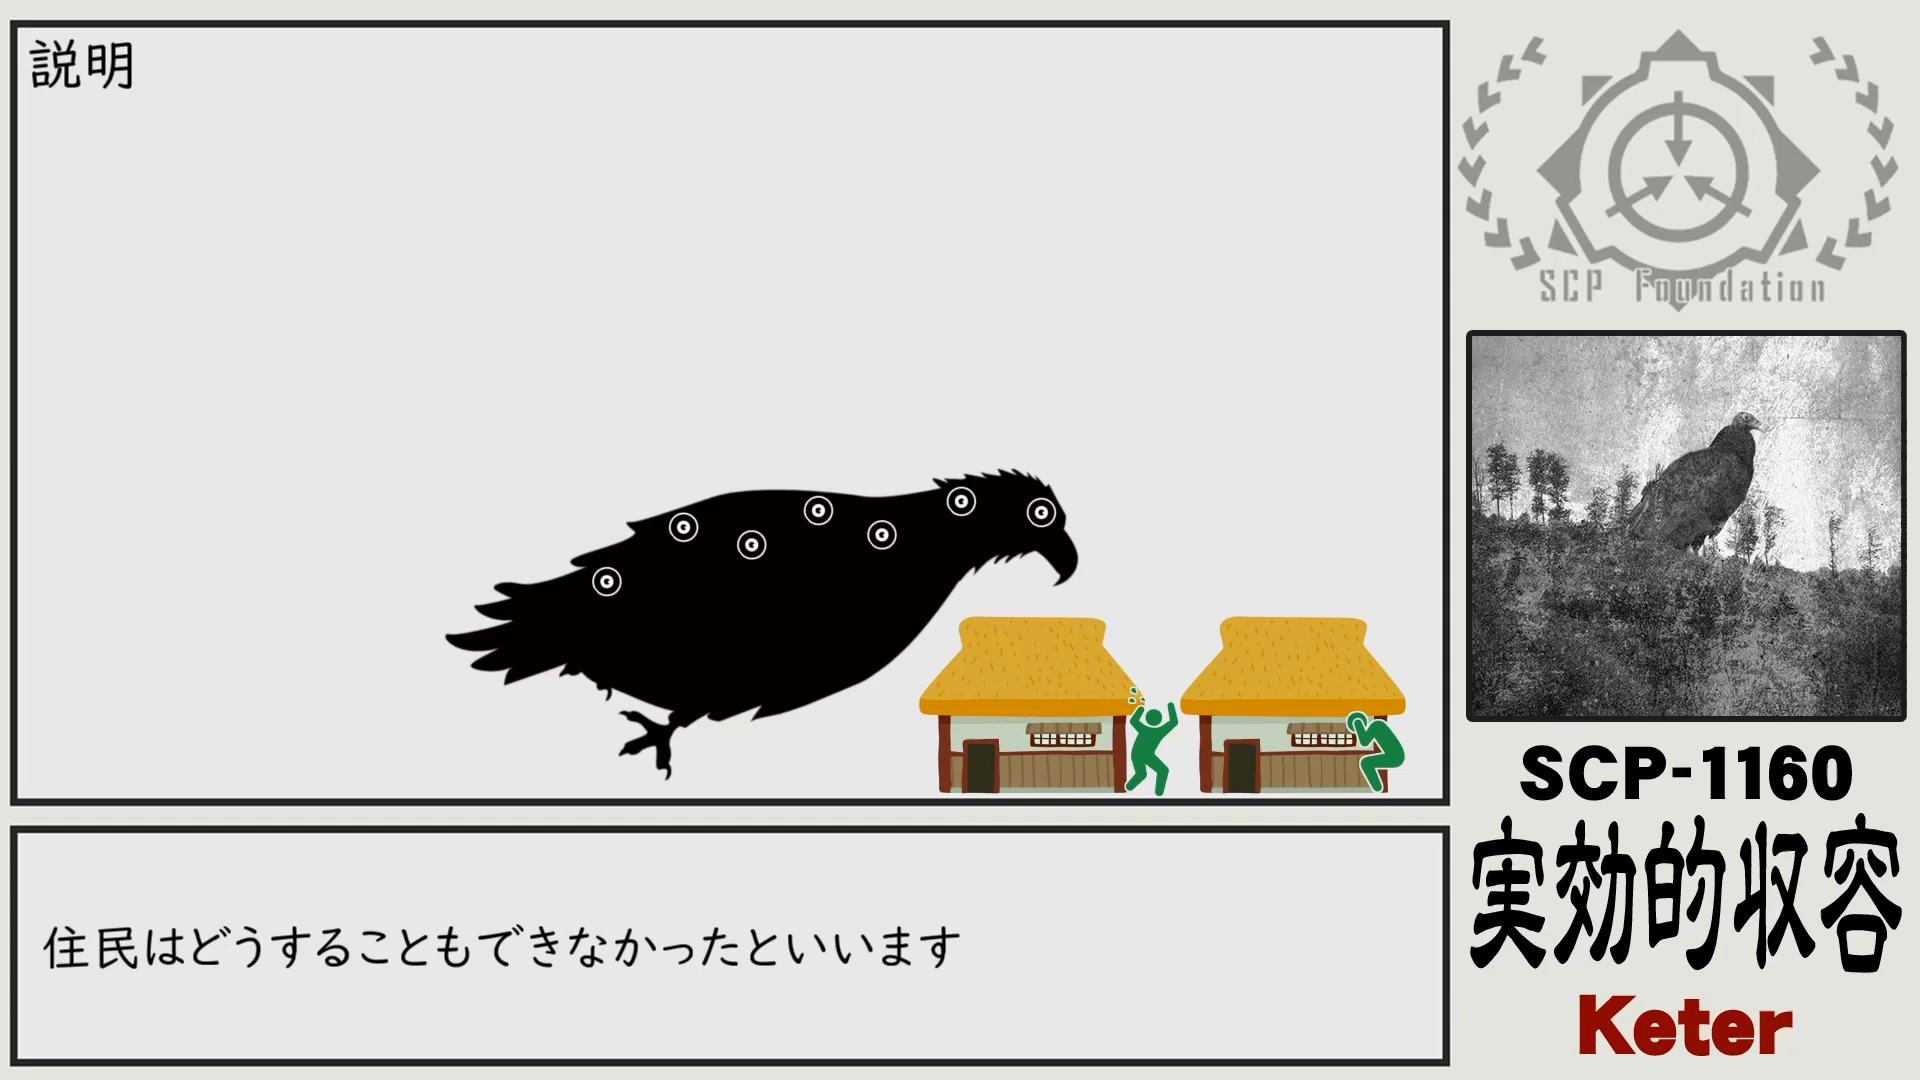 説明
住民はどうすることもできなかったといいます
SCP Foundation
SCP-1160
実効的収容
Keter